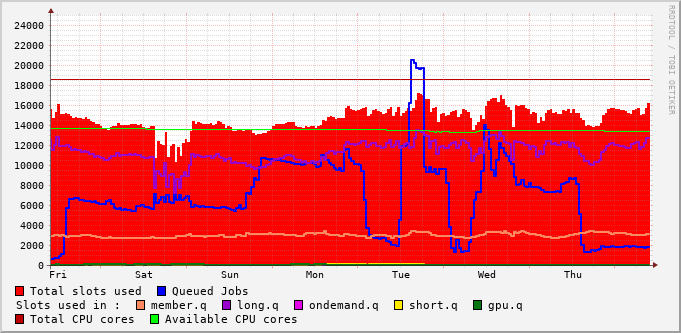 24000
22000
20000
18000
16000
14000
12000
10000
8000
6000
4000
2000
0
Fri Sat Sun Mon Tue Wed Thu
RRDTOOL / TOBI OETIKER
Total slots used Queued Jobs
Slots used in : member.q long.q ondemand.q short.q gpu.q
Total CPU cores Available CPU cores